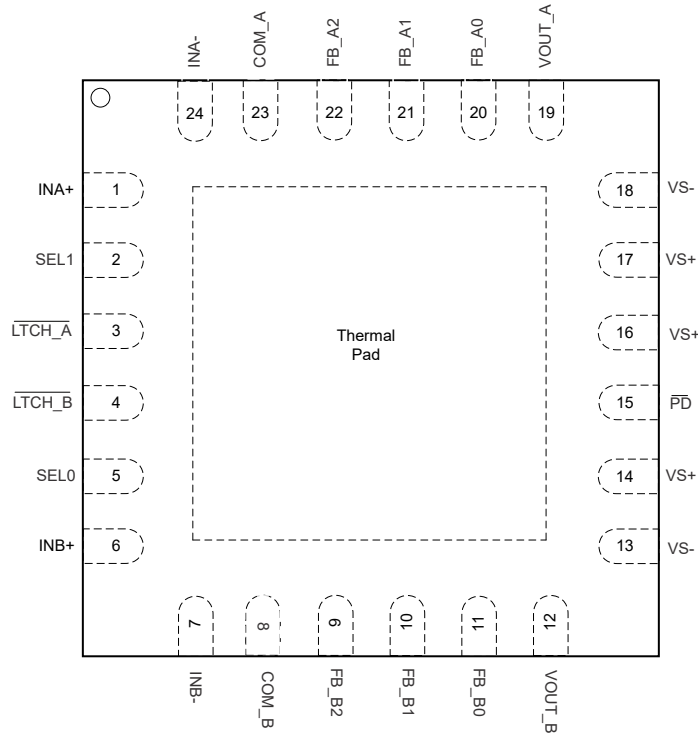 INA-
COM_A
FB_A2
FB_A1
FB_A0
VOUT_A
24
23
22
21
20
19
INA+
1
18
VS-
SEL1
2
17
VS+
LTCH_A
3
16
VS+
Thermal
Pad
LTCH_B
4
15
PD
SEL0
5
14
VS+
INB+
6
13
VS-
7
8
9
10
11
12
INB-
COM_B
FB_B2
FB_B1
FB_B0
VOUT_B